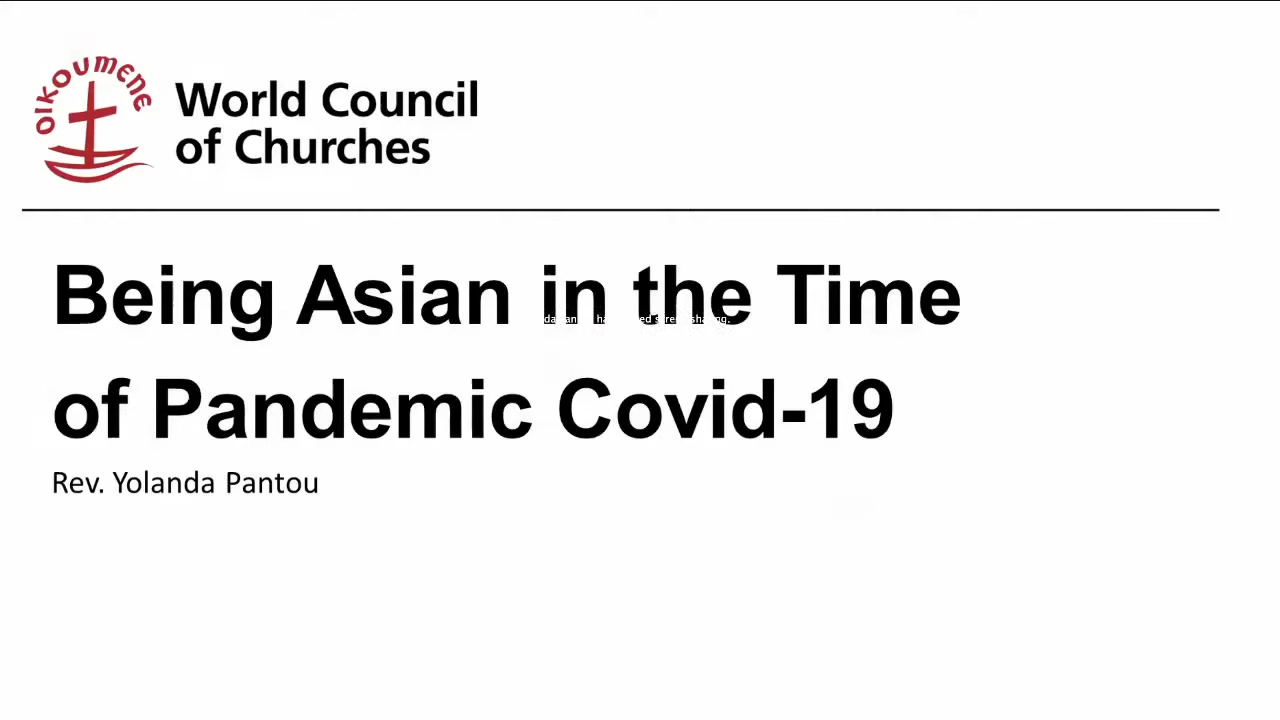 OIKOUMENE
World Council
of Churches
Being Asian in the Time
of Pandemic Covid-19
Rev. Yolanda Pantou